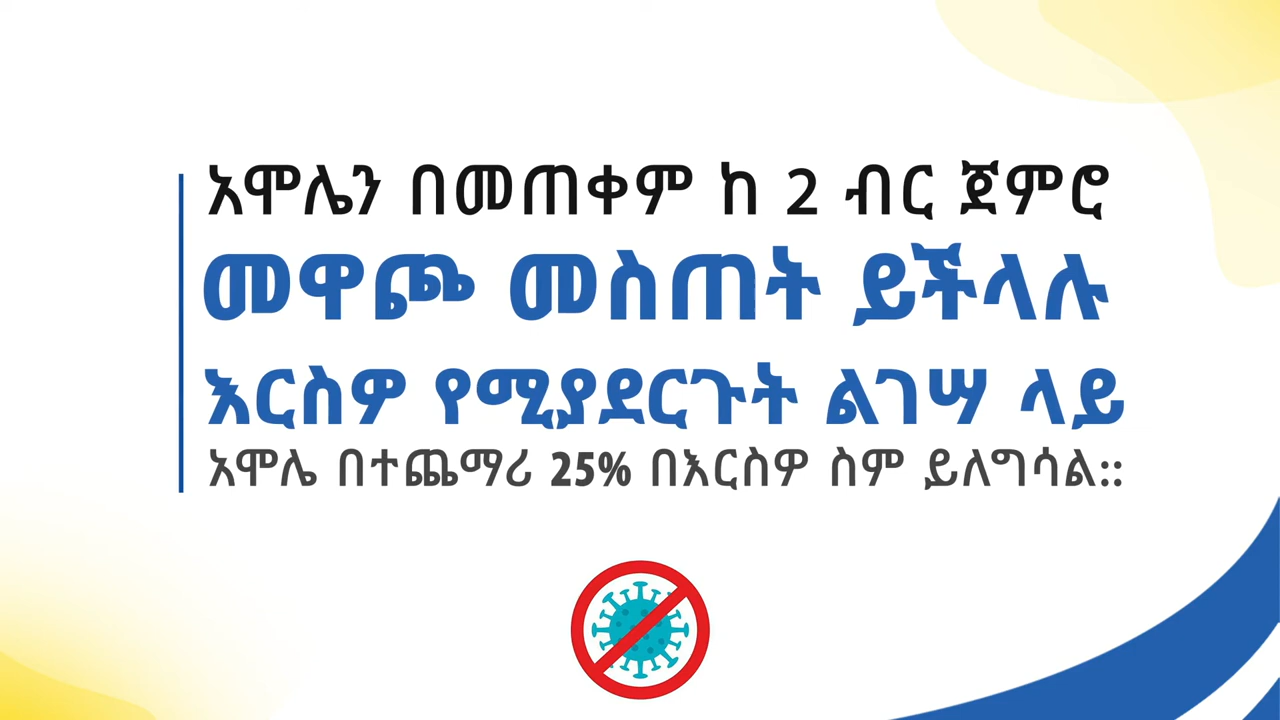 አሞሌን በመጠቀም ከ 2 ብር ጀምሮ
መዋጮ መስጠት ይችላሉ
እርስዎ የሚያደርጉት ልገሣ ላይ
አሞሌ በተጨማሪ 25% በእርስዎ ስም ይለግሳል::